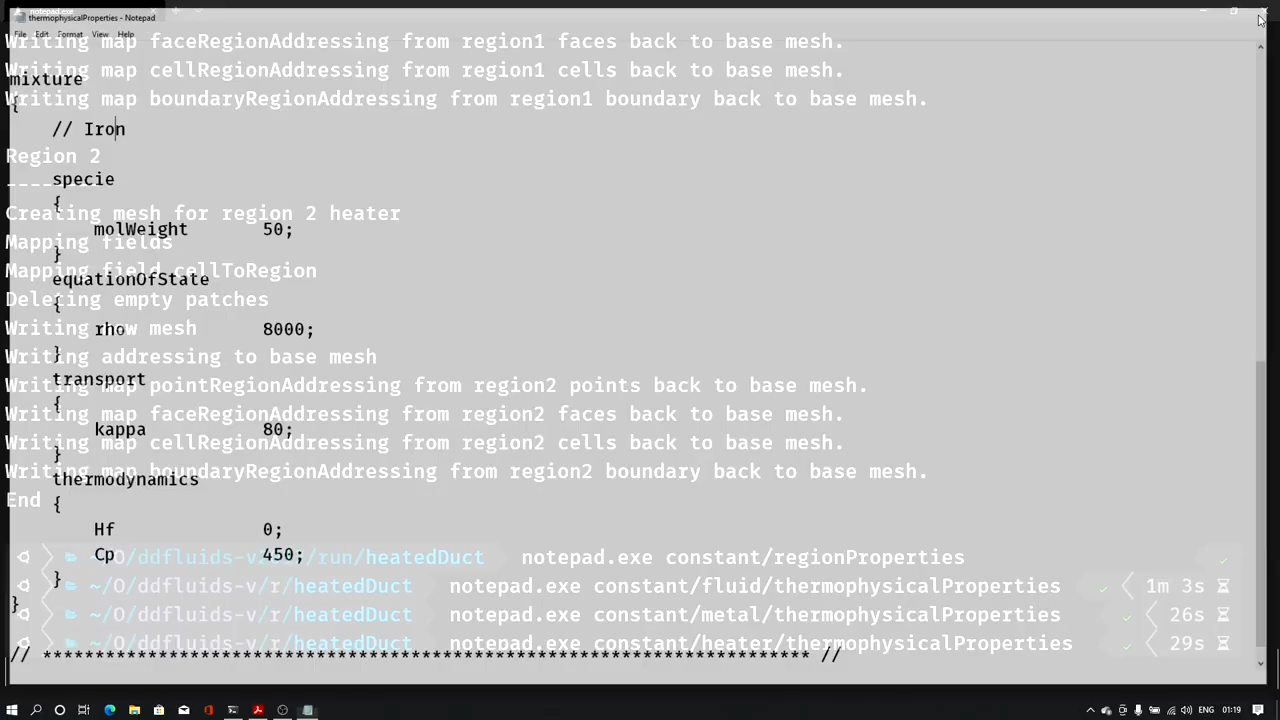 notepad.exe
thermophysicalProperties - Notepad
File Edit Format View Help
Writing map faceRegionAddressing from region1 faces back to base mesh.
Writing map cellRegionAddressing from region1 cells back to base mesh.
mixture
Writing map boundaryRegionAddressing from region1 boundary back to base mesh.
{
// Iron
Region 2
specie
--------
{
Creating mesh for region 2 heater
molWeight 50;
Mapping fields
}
Mapping field cellToRegion
equationOfState
Deleting empty patches
{
Writing new mesh
rho 8000;
}
Writing addressing to base mesh
transport
Writing map pointRegionAddressing from region2 points back to base mesh.
{
Writing map faceRegionAddressing from region2 faces back to base mesh.
kappa 80;
Writing map cellRegionAddressing from region2 cells back to base mesh.
}
Writing map boundaryRegionAddressing from region2 boundary back to base mesh.
thermodynamics
End
{
Hf 0;
Cp 450;
/run/heatedDuct notepad.exe constant/regionProperties
}
~/O/ddfluids-v/r/heatedDuct notepad.exe constant/fluid/thermophysicalProperties 1m 3s
}
~/O/ddfluids-v/r/heatedDuct notepad.exe constant/metal/thermophysicalProperties 26s
~/O/ddfluids-v/r/heatedDuct notepad.exe constant/heater/thermophysicalProperties 29s
// ************************************************************************* //
ENG 01:19